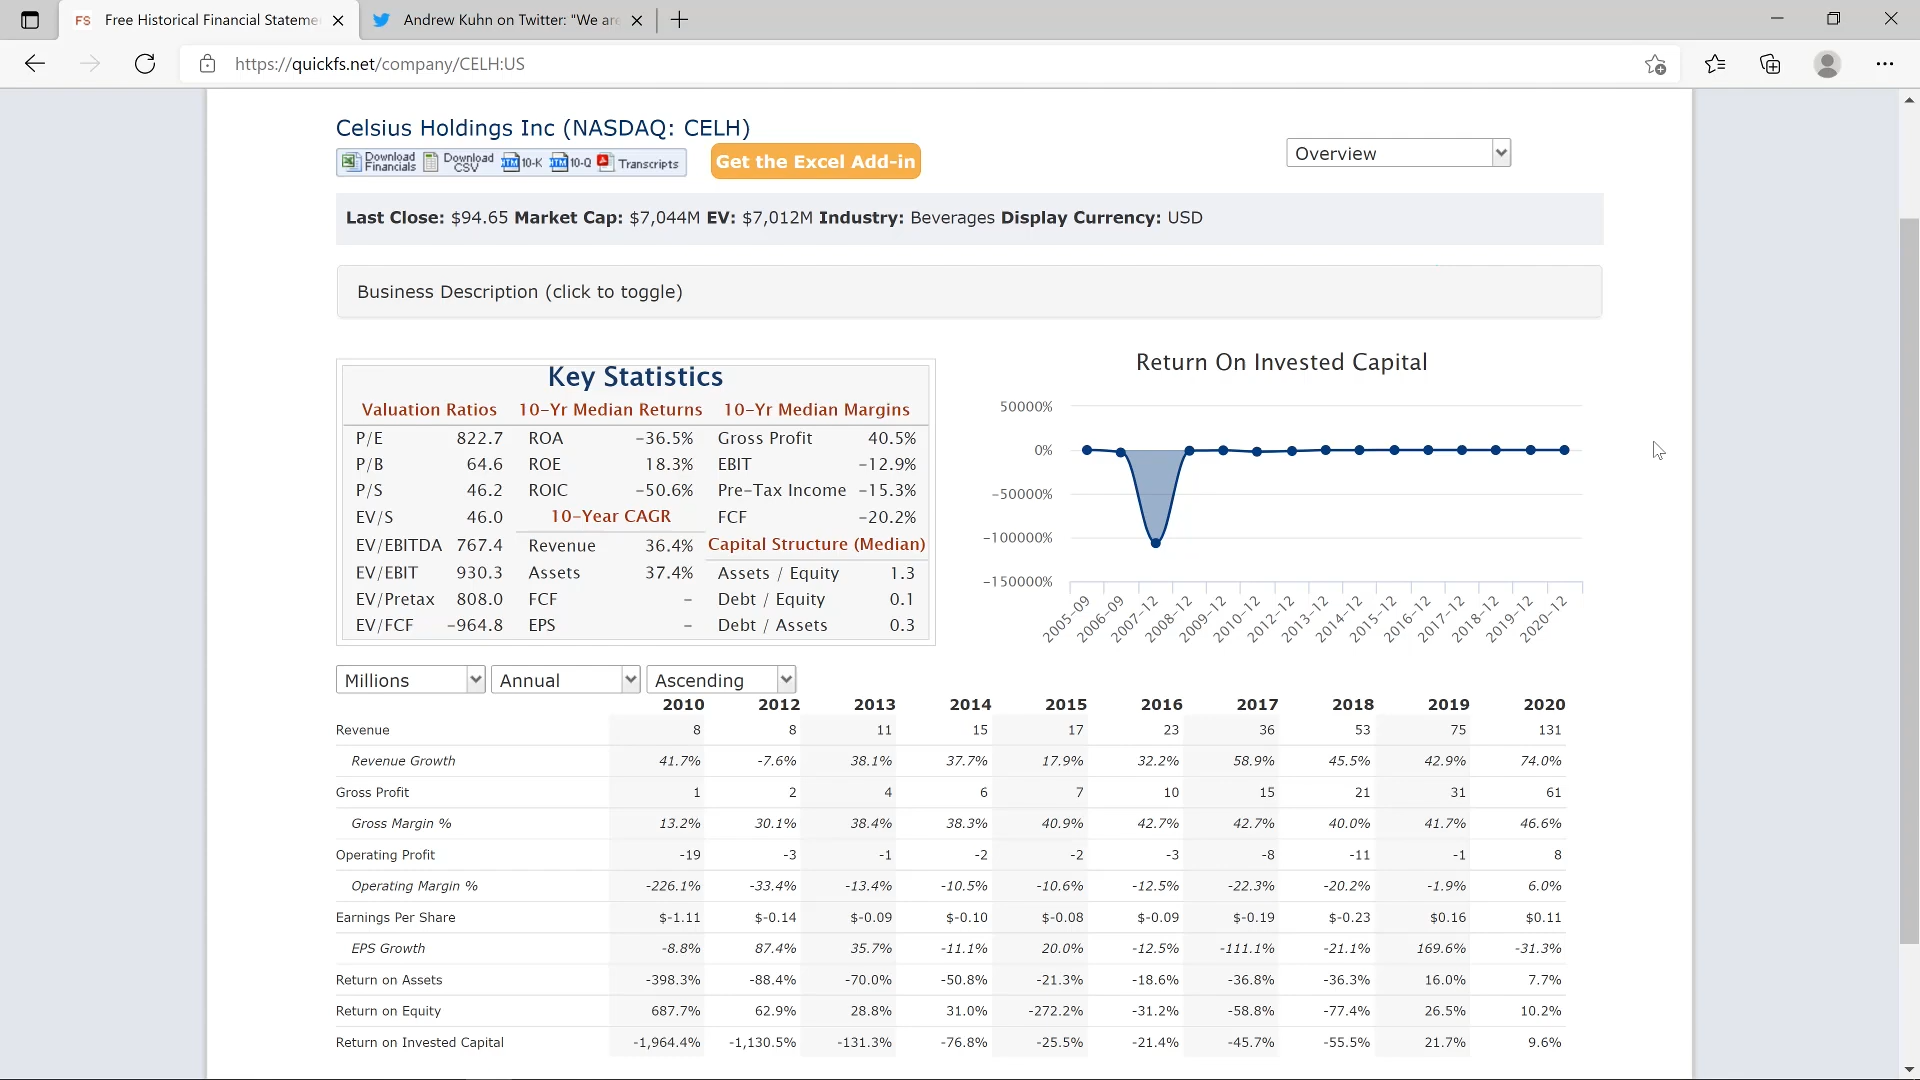 Free Historical Financial Stateme
Andrew Kuhn on Twitter: "We are
https://quickfs.net/company/CELH:US
Celsius Holdings Inc (NASDAQ: CELH)
Download Financials Download CSV 10-K 10-Q Transcripts
Get the Excel Add-in
Overview
Last Close: $94.65 Market Cap: $7,044M EV: $7,012M Industry: Beverages Display Currency: USD
Business Description (click to toggle)
Key Statistics
Valuation Ratios 10-Yr Median Returns 10-Yr Median Margins
P/E 822.7 ROA -36.5% Gross Profit 40.5%
P/B 64.6 ROE 18.3% EBIT -12.9%
P/S 46.2 ROIC -50.6% Pre-Tax Income -15.3%
EV/S 46.0 10-Year CAGR FCF -20.2%
EV/EBITDA 767.4 Revenue 36.4% Capital Structure (Median)
EV/EBIT 930.3 Assets 37.4% Assets / Equity 1.3
EV/Pretax 808.0 FCF - Debt / Equity 0.1
EV/FCF -964.8 EPS - Debt / Assets 0.3
Return On Invested Capital
50000%
0%
-50000%
-100000%
-150000%
2005-09 2006-09 2007-12 2008-12 2009-12 2010-12 2012-12 2013-12 2014-12 2015-12 2016-12 2017-12 2018-12 2019-12 2020-12
Millions Annual Ascending
2010 2012 2013 2014 2015 2016 2017 2018 2019 2020
Revenue 8 8 11 15 17 23 36 53 75 131
Revenue Growth 41.7% -7.6% 38.1% 37.7% 17.9% 32.2% 58.9% 45.5% 42.9% 74.0%
Gross Profit 1 2 4 6 7 10 15 21 31 61
Gross Margin % 13.2% 30.1% 38.4% 38.3% 40.9% 42.7% 42.7% 40.0% 41.7% 46.6%
Operating Profit -19 -3 -1 -2 -2 -3 -8 -11 -1 8
Operating Margin % -226.1% -33.4% -13.4% -10.5% -10.6% -12.5% -22.3% -20.2% -1.9% 6.0%
Earnings Per Share $-1.11 $-0.14 $-0.09 $-0.10 $-0.08 $-0.09 $-0.19 $-0.23 $0.16 $0.11
EPS Growth -8.8% 87.4% 35.7% -11.1% 20.0% -12.5% -111.1% -21.1% 169.6% -31.3%
Return on Assets -398.3% -88.4% -70.0% -50.8% -21.3% -18.6% -36.8% -36.3% 16.0% 7.7%
Return on Equity 687.7% 62.9% 28.8% 31.0% -272.2% -31.2% -58.8% -77.4% 26.5% 10.2%
Return on Invested Capital -1,964.4% -1,130.5% -131.3% -76.8% -25.5% -21.4% -45.7% -55.5% 21.7% 9.6%